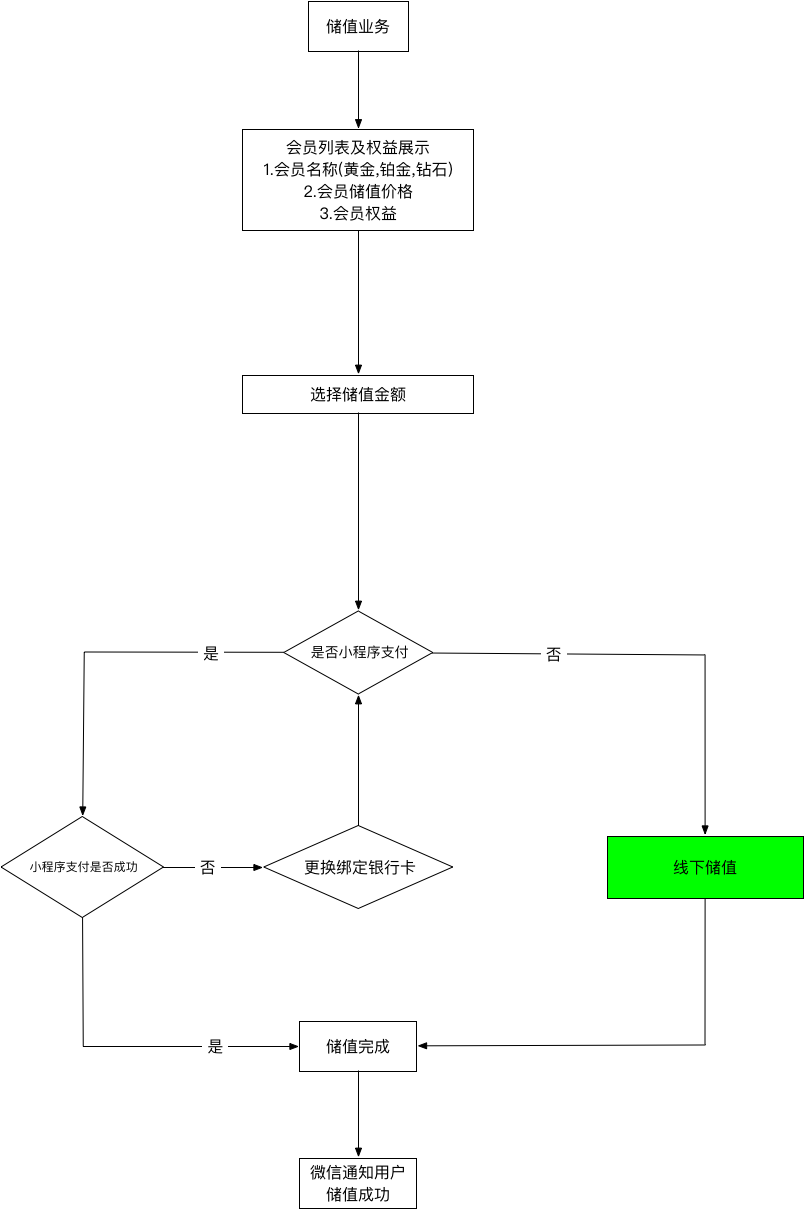 储值业务
会员列表及权益展示
1.会员名称(黄金,铂金,钻石)
2.会员储值价格
3.会员权益
选择储值金额
是否小程序支付
是
否
小程序支付是否成功
否
更换绑定银行卡
线下储值
是
储值完成
微信通知用户
储值成功